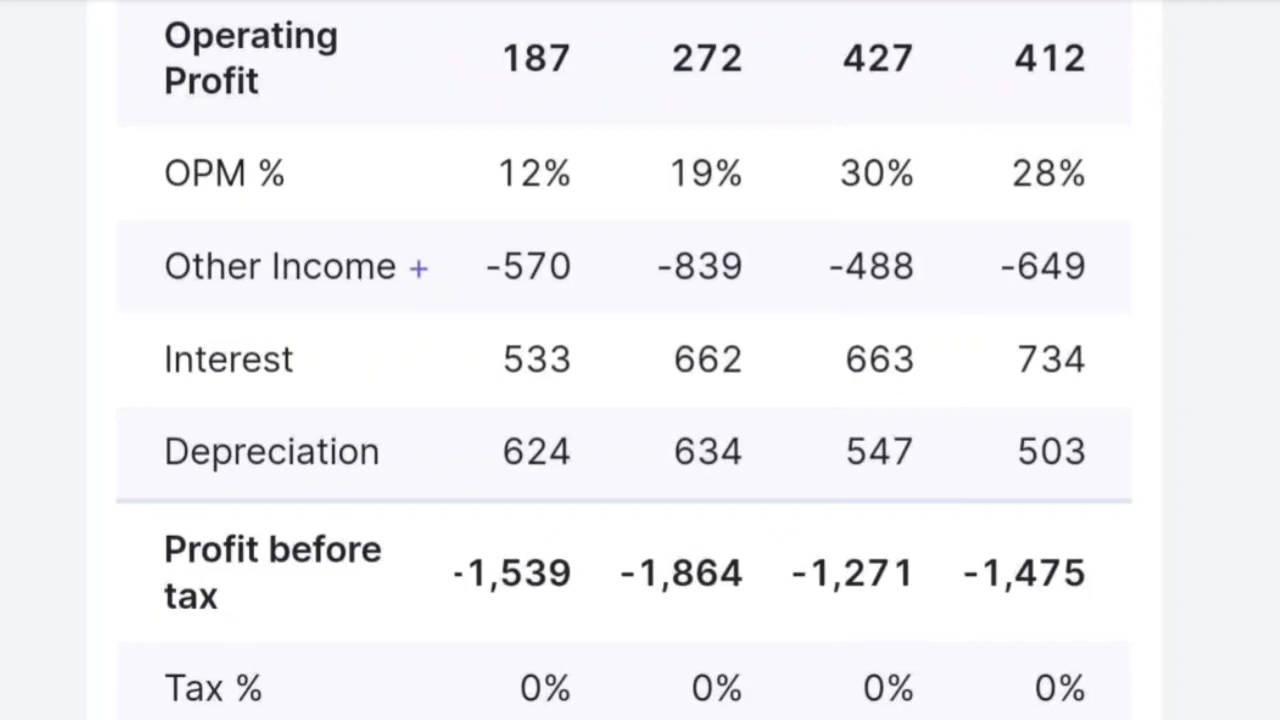 Operating
Profit 187 272 427 412
OPM % 12% 19% 30% 28%
Other Income + -570 -839 -488 -649
Interest 533 662 663 734
Depreciation 624 634 547 503
Profit before
tax -1,539 -1,864 -1,271 -1,475
Tax % 0% 0% 0% 0%